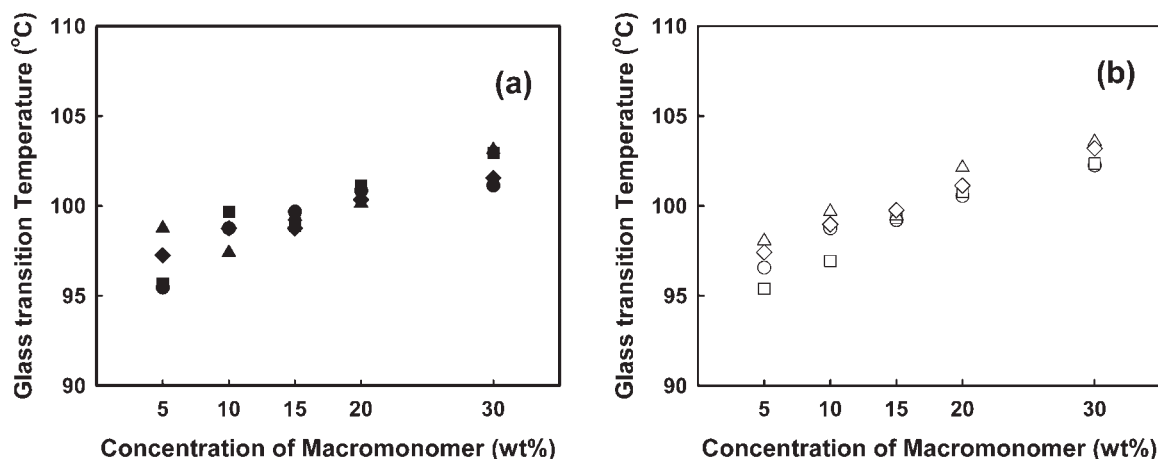 110
105
100
95
90
Glass transition Temperature (°C)
(a)
5 10 15 20 30
Concentration of Macromonomer (wt%)
110
105
100
95
90
Glass transition Temperature (°C)
(b)
5 10 15 20 30
Concentration of Macromonomer (wt%)